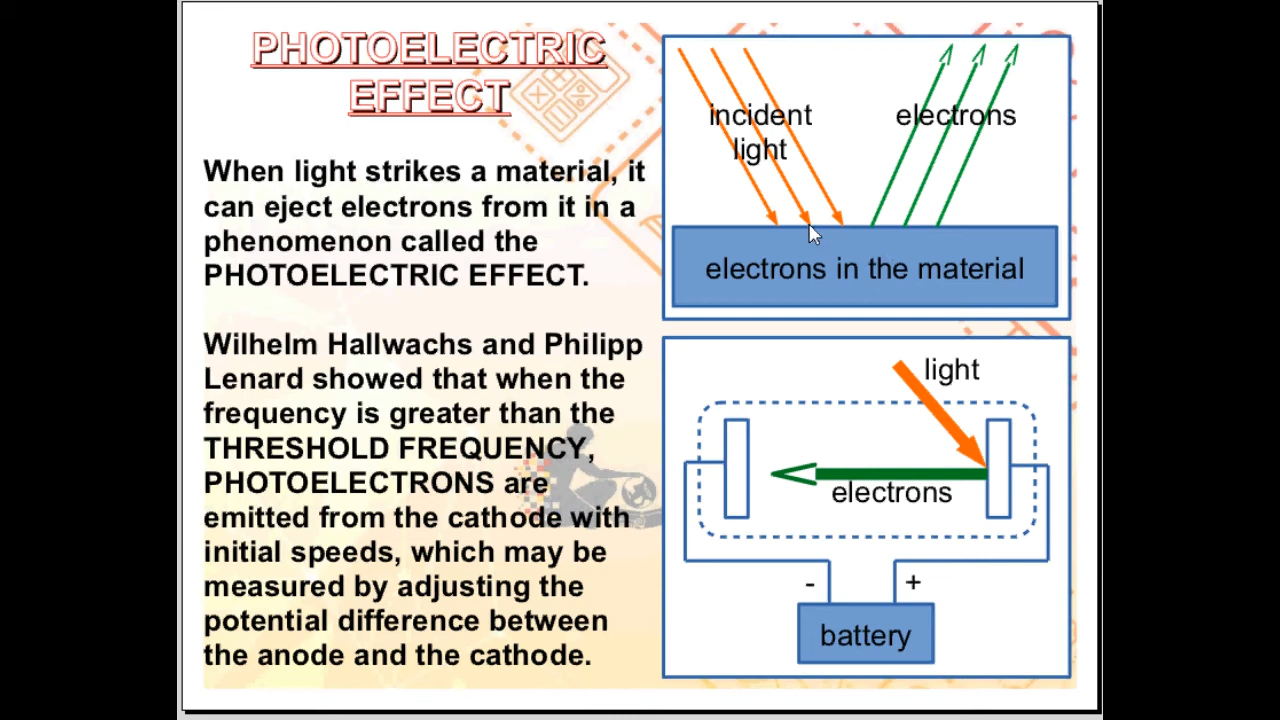 PHOTOELECTRIC
EFFECT
When light strikes a material, it
can eject electrons from it in a
phenomenon called the
PHOTOELECTRIC EFFECT.
Wilhelm Hallwachs and Philipp
Lenard showed that when the
frequency is greater than the
THRESHOLD FREQUENCY,
PHOTOELECTRONS are
emitted from the cathode with
initial speeds, which may be
measured by adjusting the
potential difference between
the anode and the cathode.
incident
light
electrons
electrons in the material
light
electrons
- +
battery